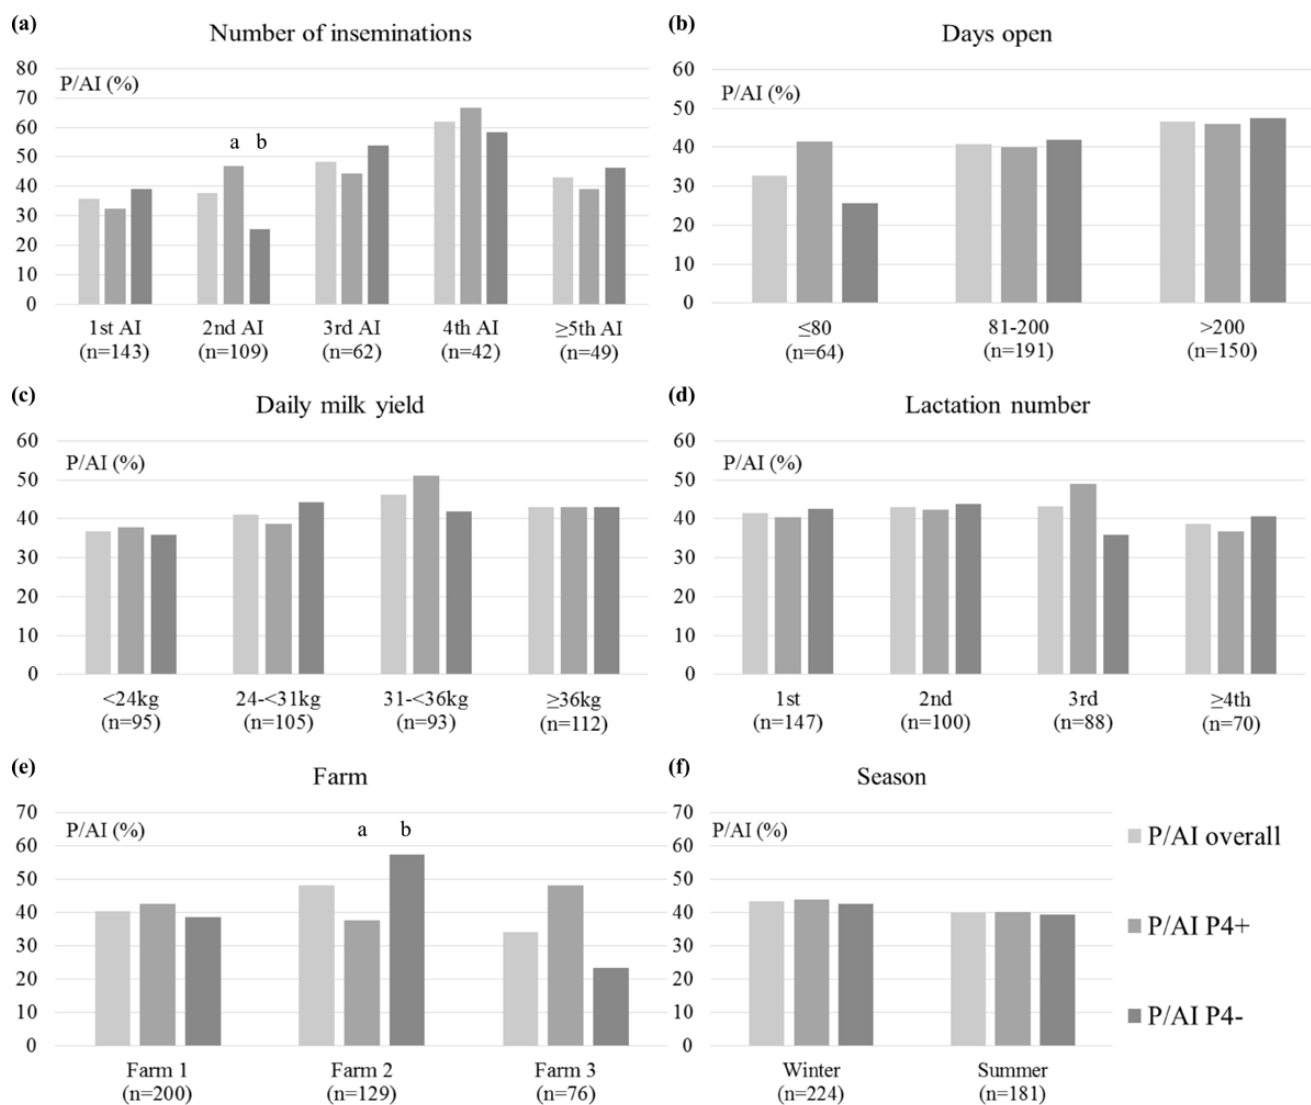 (a)
Number of inseminations
P/AI (%)
80
70
60
50
40
30
20
10
0
a b
1st AI 2nd AI 3rd AI 4th AI ≥5th AI
(n=143) (n=109) (n=62) (n=42) (n=49)
(b)
Days open
P/AI (%)
60
50
40
30
20
10
0
≤80 81-200 >200
(n=64) (n=191) (n=150)
(c)
Daily milk yield
P/AI (%)
60
50
40
30
20
10
0
<24kg 24-<31kg 31-<36kg ≥36kg
(n=95) (n=105) (n=93) (n=112)
(d)
Lactation number
P/AI (%)
60
50
40
30
20
10
0
1st 2nd 3rd ≥4th
(n=147) (n=100) (n=88) (n=70)
(e)
Farm
P/AI (%)
70
60
50
40
30
20
10
0
a b
Farm 1 Farm 2 Farm 3
(n=200) (n=129) (n=76)
(f)
Season
P/AI (%)
70
60
50
40
30
20
10
0
Winter Summer
(n=224) (n=181)
P/AI overall
P/AI P4+
P/AI P4-